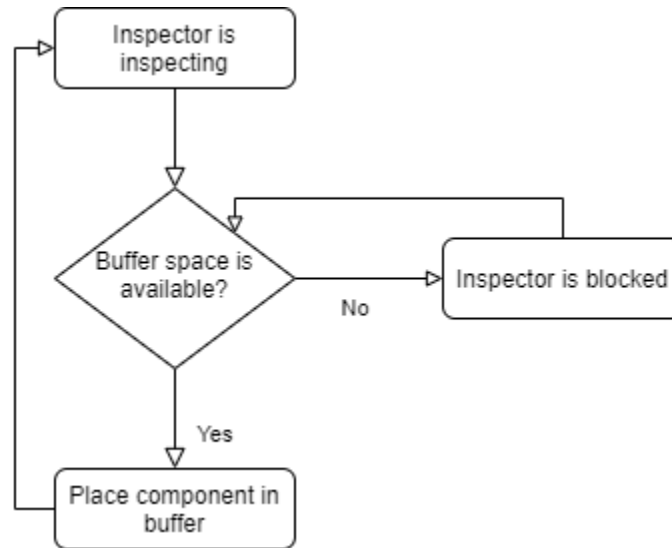 Inspector is
inspecting
Buffer space is
available?
Inspector is blocked
No
Yes
Place component in
buffer